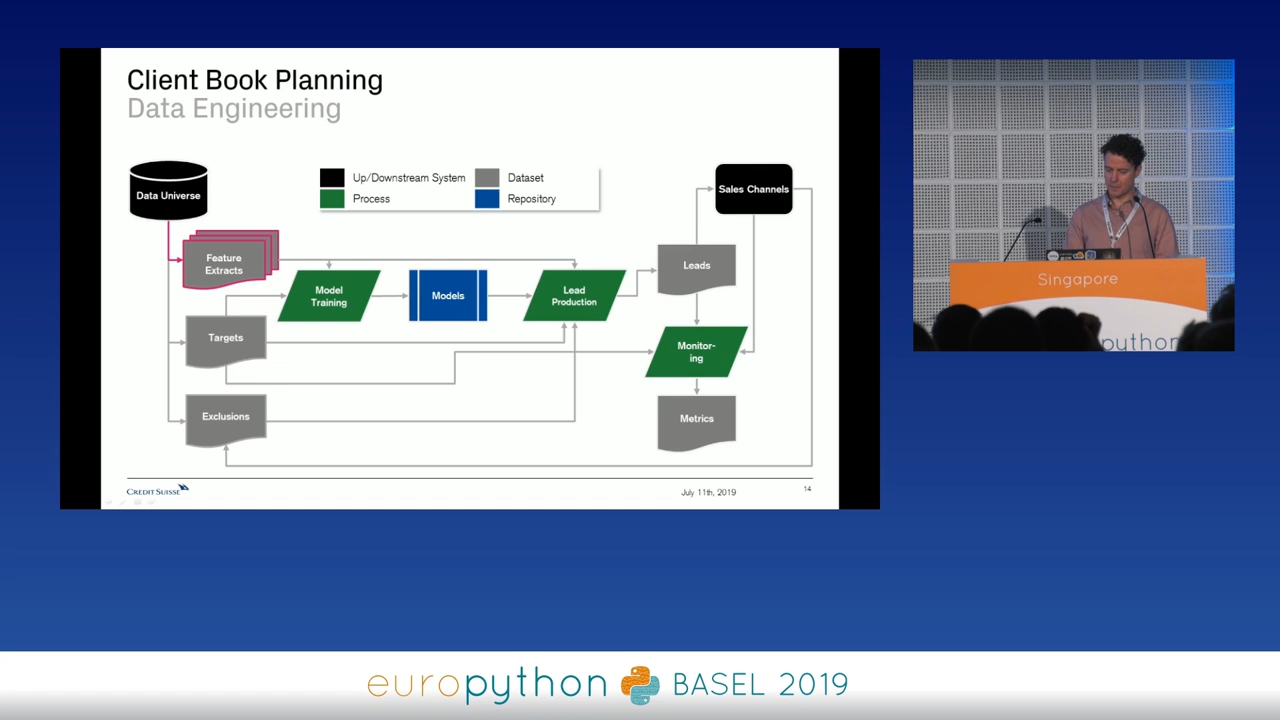 Client Book Planning
Data Engineering
Data Universe
Up/Downstream System
Dataset
Process
Repository
Sales Channels
Feature
Extracts
Leads
Model
Training
Models
Lead
Production
Targets
Monitor-
ing
Exclusions
Metrics
CREDIT SUISSE
July 11th, 2019
14
Singapore
python
europython BASEL 2019